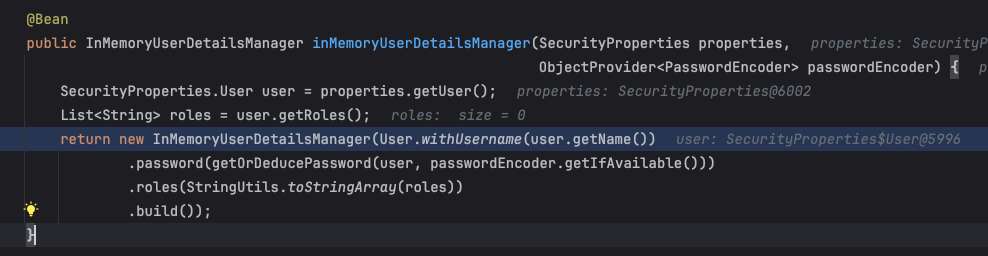 @Bean
public InMemoryUserDetailsManager inMemoryUserDetailsManager(SecurityProperties properties,   properties: SecurityP
ObjectProvider<PasswordEncoder> passwordEncoder) {   p
SecurityProperties.User user = properties.getUser();   properties: SecurityProperties@6002
List<String> roles = user.getRoles();   roles:  size = 0
return new InMemoryUserDetailsManager(User.withUsername(user.getName())   user: SecurityProperties$User@5996
.password(getOrDeducePassword(user, passwordEncoder.getIfAvailable()))
.roles(StringUtils.toStringArray(roles))
.build());
}